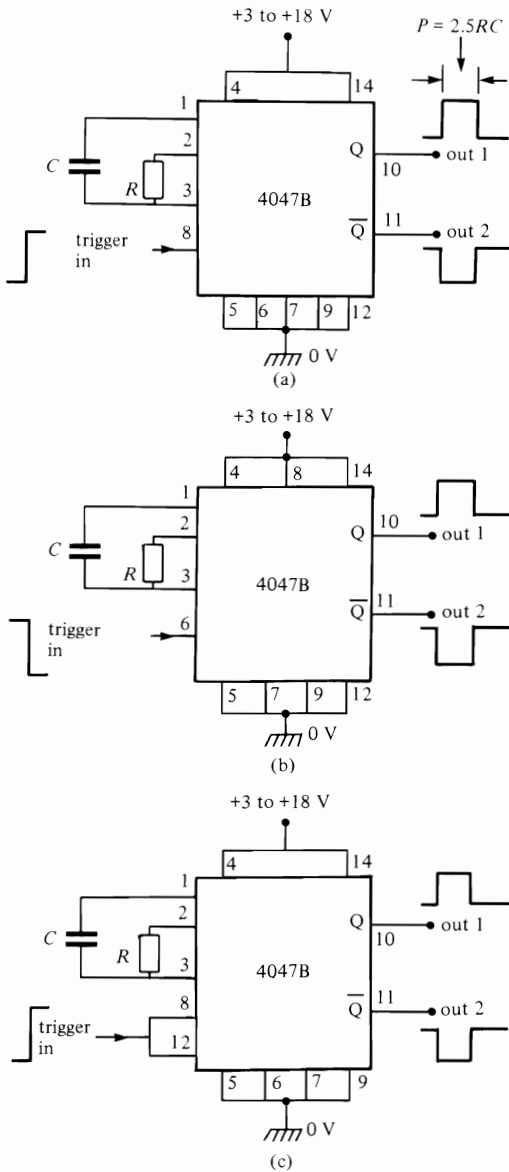 +3 to +18 V
P = 2.5RC
4 14
1
2 Q out 1
C 10
R
3 4047B
trigger in
8 Q̅ 11 out 2
5 6 7 9 12
0 V
(a)
+3 to +18 V
4 8 14
1
2 Q 10 out 1
C
R
3 4047B
trigger in
6 Q̅ 11 out 2
5 7 9 12
0 V
(b)
+3 to +18 V
4 14
1
2 Q out 1
C 10
R
3 4047B
8 Q̅ 11 out 2
trigger in
12
5 6 7 9
0 V
(c)